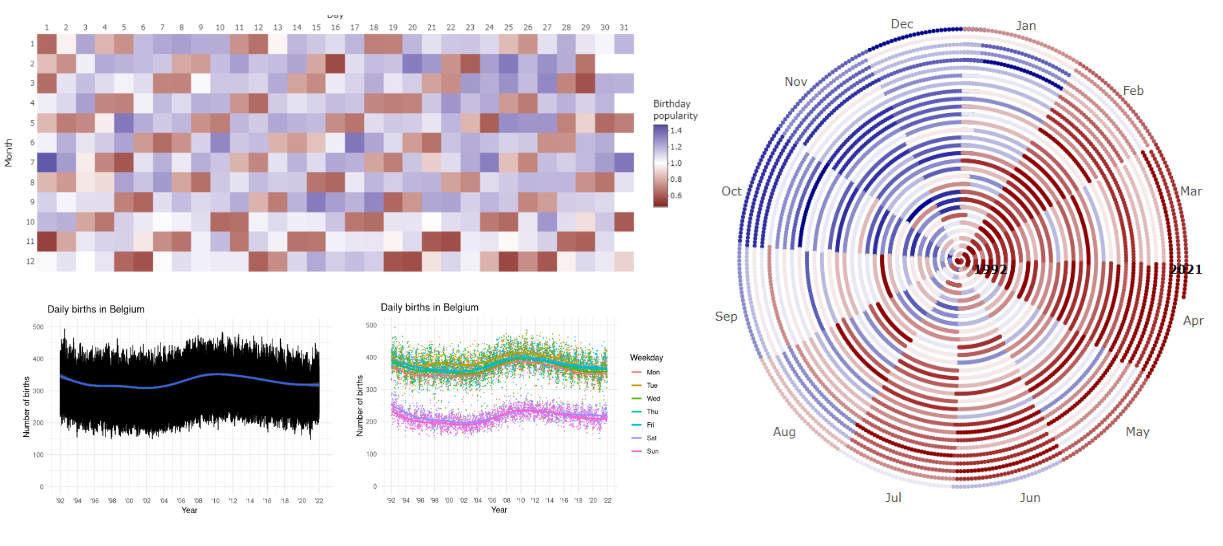 Day
1 2 3 4 5 6 7 8 9 10 11 12 13 14 15 16 17 18 19 20 21 22 23 24 25 26 27 28 29 30 31
Month
1
2
3
4
5
6
7
8
9
10
11
12
Birthday
popularity
1.4
1.2
1.0
0.8
0.6
Daily births in Belgium
Number of births
500
400
300
200
100
0
'92 '94 '96 '98 '00 '02 '04 '06 '08 '10 '12 '14 '16 '18 '20 '22
Year
Daily births in Belgium
Number of births
500
400
300
200
100
0
'92 '94 '96 '98 '00 '02 '04 '06 '08 '10 '12 '14 '16 '18 '20 '22
Year
Weekday
Mon
Tue
Wed
Thu
Fri
Sat
Sun
Jan
Feb
Mar
Apr
May
Jun
Jul
Aug
Sep
Oct
Nov
Dec
1992
2021